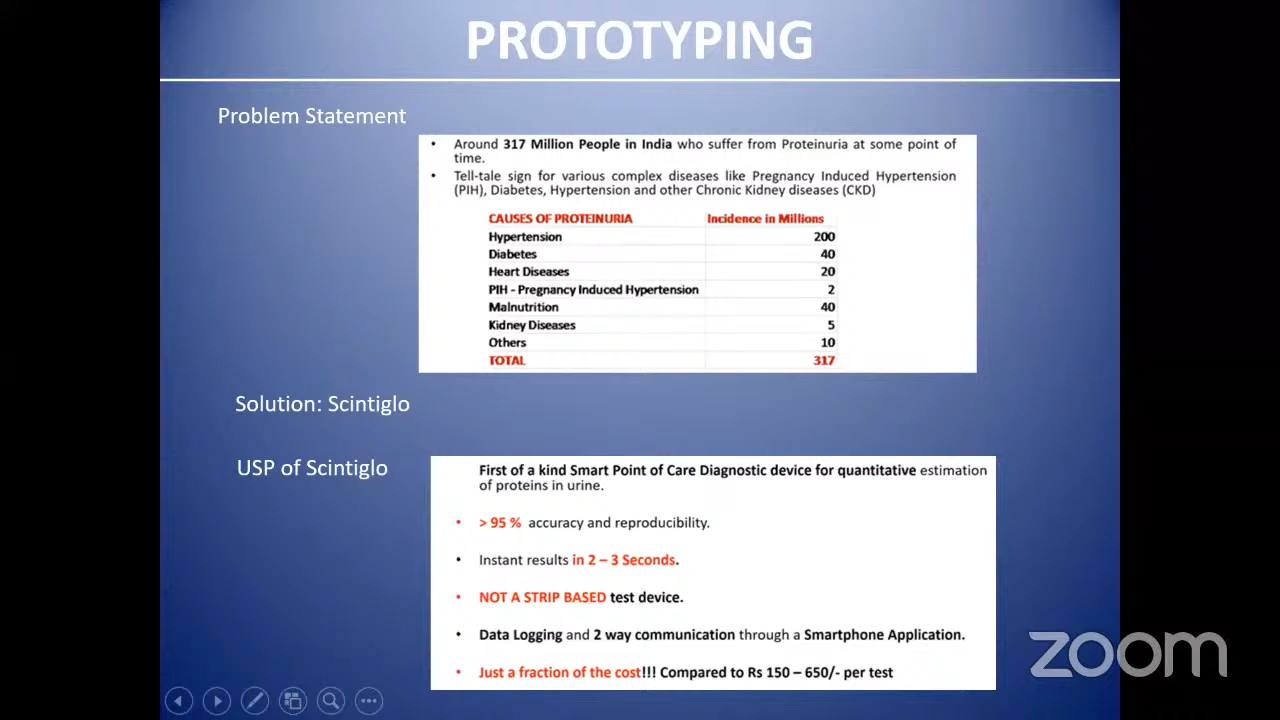 PROTOTYPING
Problem Statement
• Around 317 Million People in India who suffer from Proteinuria at some point of
time.
• Tell-tale sign for various complex diseases like Pregnancy Induced Hypertension
(PIH), Diabetes, Hypertension and other Chronic Kidney diseases (CKD)
CAUSES OF PROTEINURIA Incidence in Millions
Hypertension 200
Diabetes 40
Heart Diseases 20
PIH - Pregnancy Induced Hypertension 2
Malnutrition 40
Kidney Diseases 5
Others 10
TOTAL 317
Solution: Scintiglo
USP of Scintiglo
First of a kind Smart Point of Care Diagnostic device for quantitative estimation
of proteins in urine.
• > 95 % accuracy and reproducibility.
• Instant results in 2 – 3 Seconds.
• NOT A STRIP BASED test device.
• Data Logging and 2 way communication through a Smartphone Application.
• Just a fraction of the cost!!! Compared to Rs 150 – 650/- per test
zoom